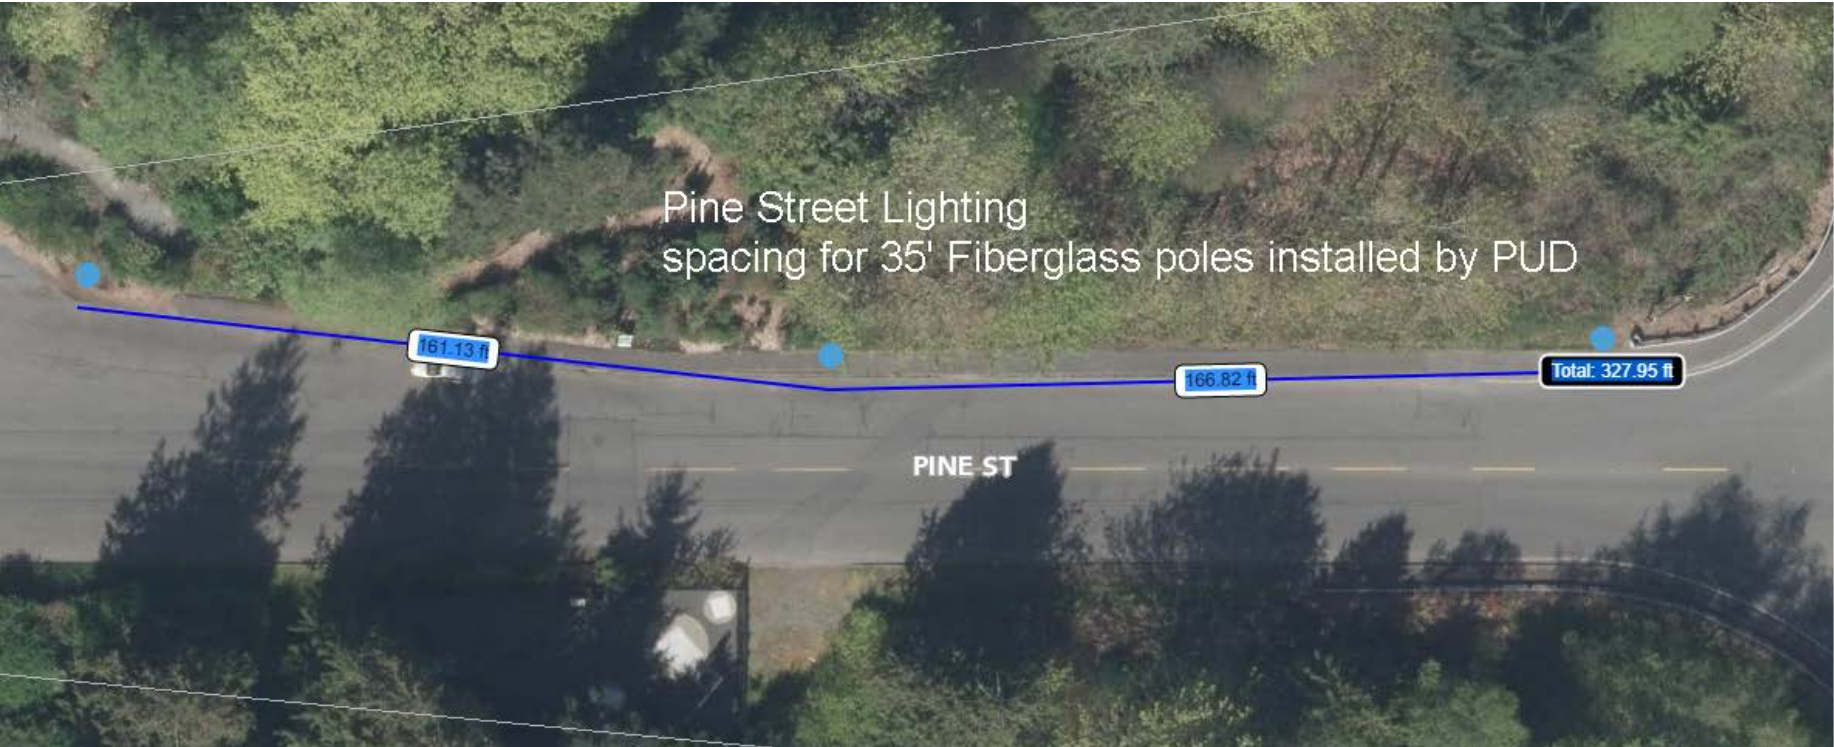 Pine Street Lighting
spacing for 35' Fiberglass poles installed by PUD
161.13 ft
166.82 ft
Total: 327.95 ft
PINE ST